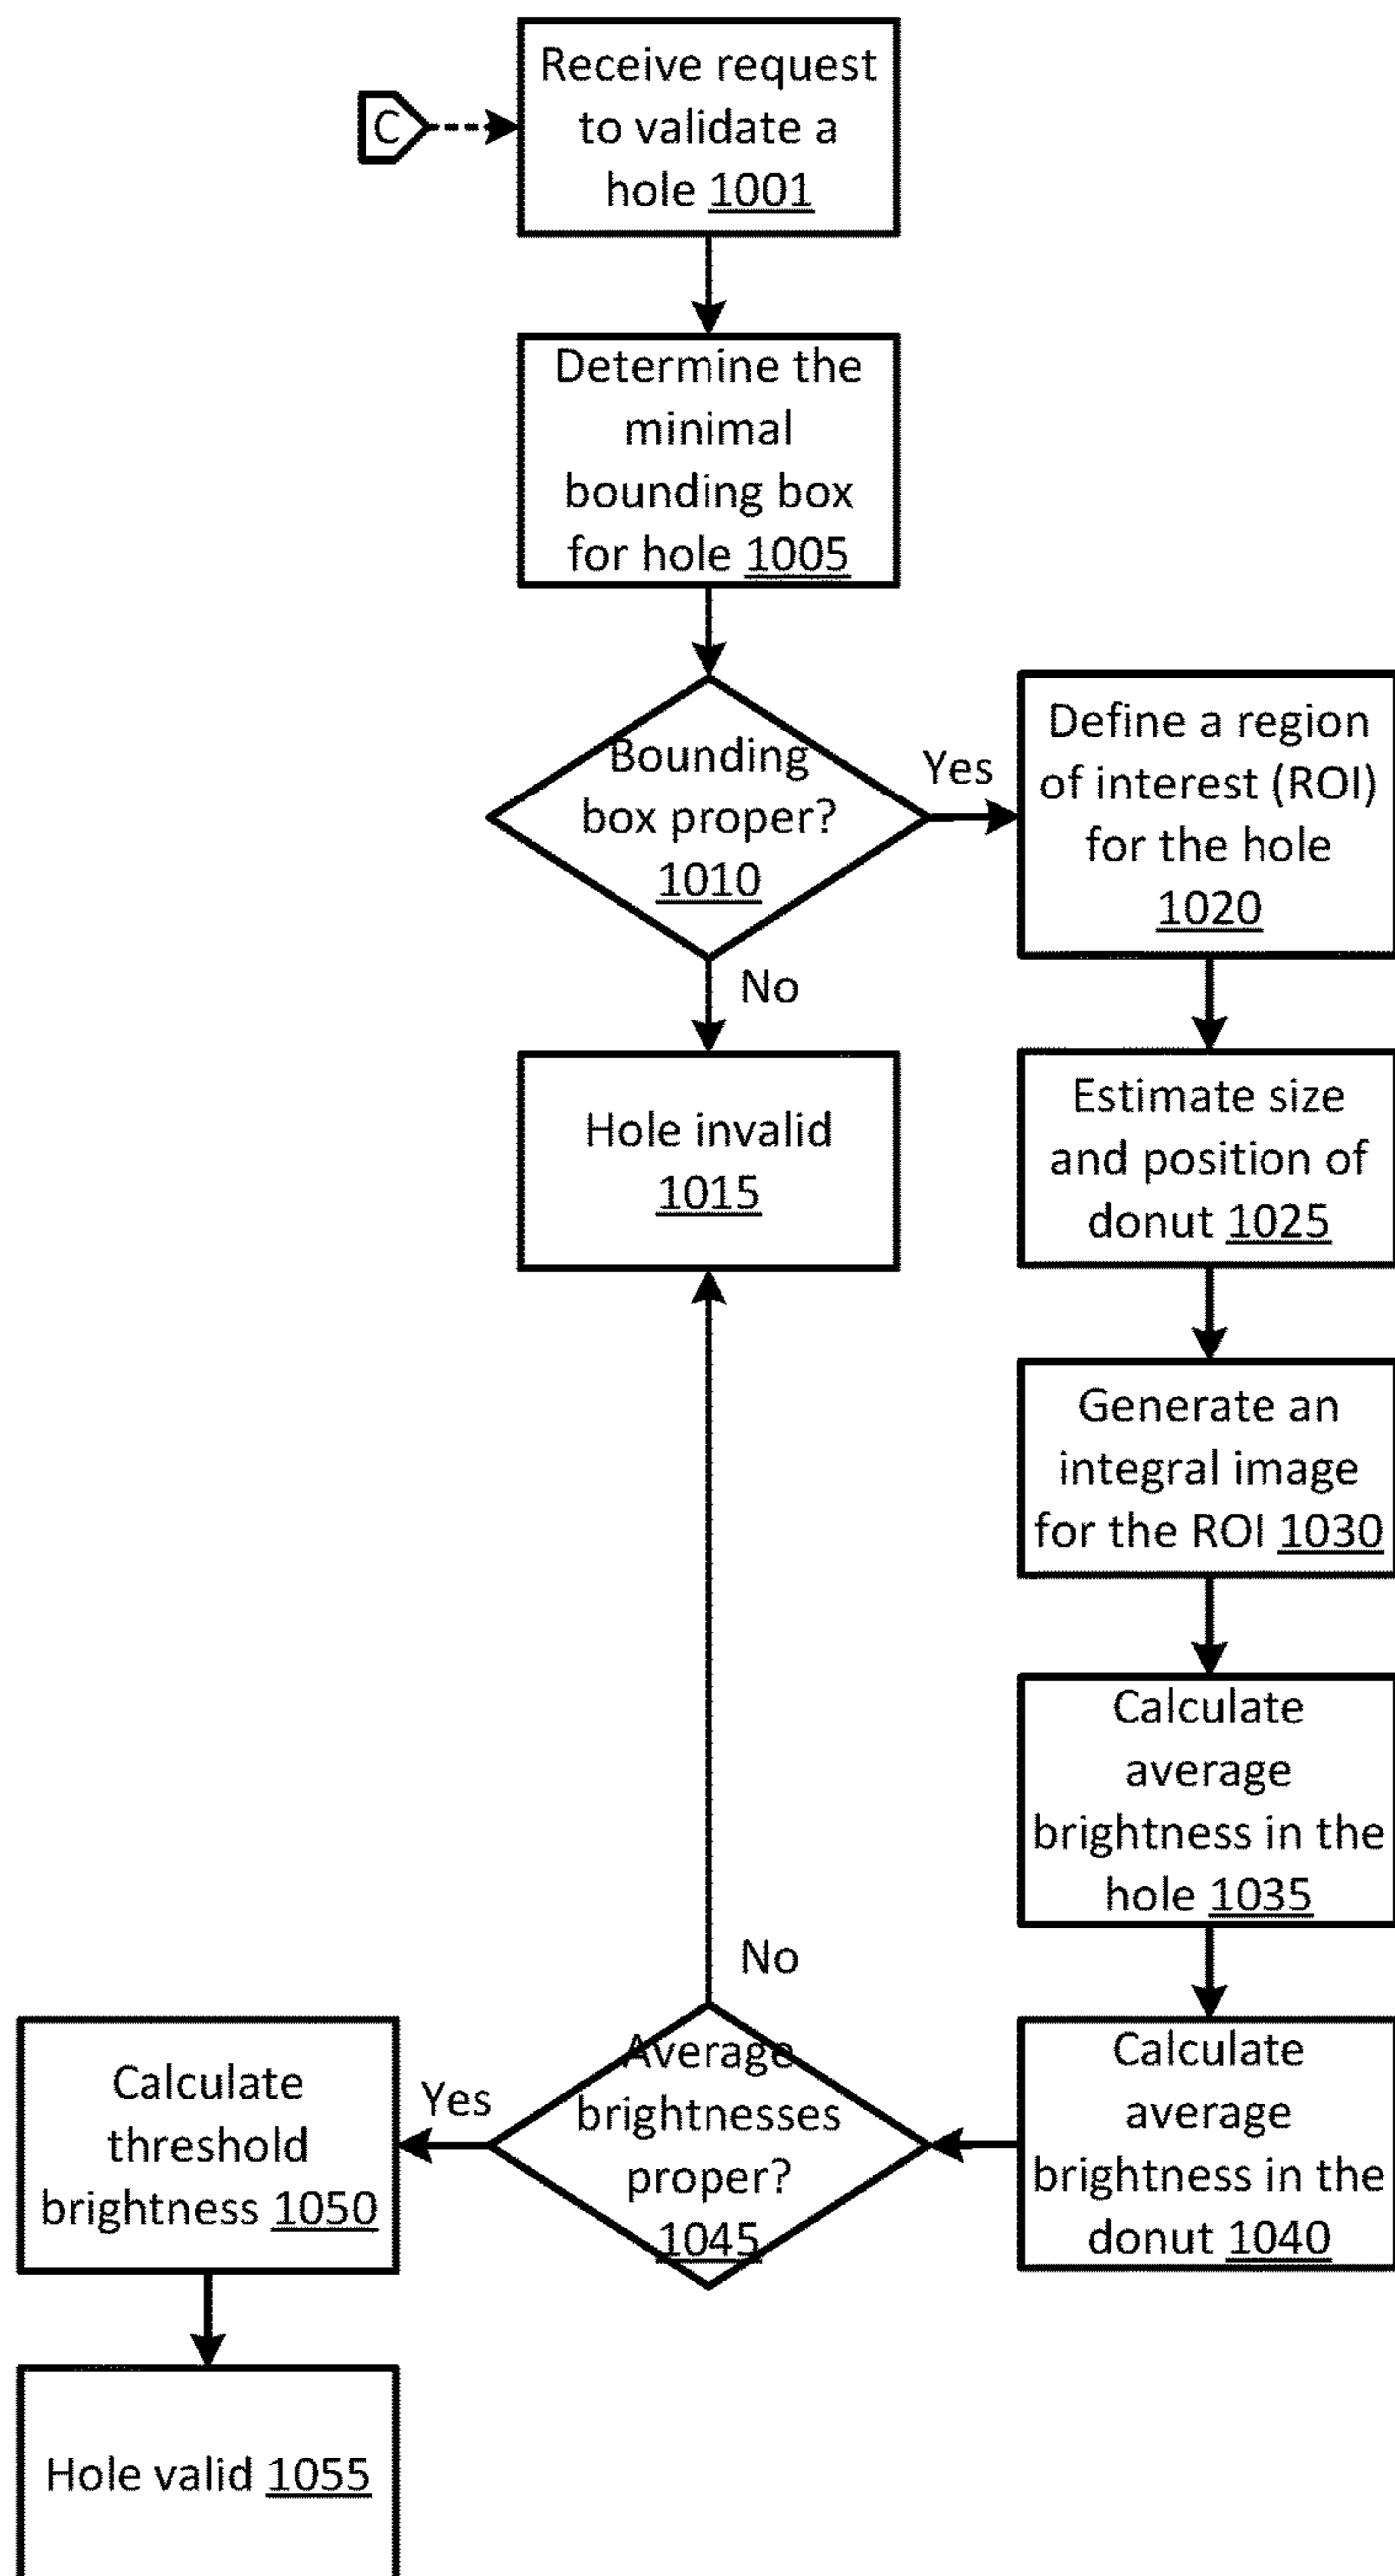 C
Receive request
to validate a
hole 1001
Determine the
minimal
bounding box
for hole 1005
Bounding
box proper?
1010
Yes
No
Define a region
of interest (ROI)
for the hole
1020
Hole invalid
1015
Estimate size
and position of
donut 1025
Generate an
integral image
for the ROI 1030
Calculate
average
brightness in the
hole 1035
Calculate
average
brightness in the
donut 1040
No
Average
brightnesses
proper?
1045
Yes
Calculate
threshold
brightness 1050
Hole valid 1055